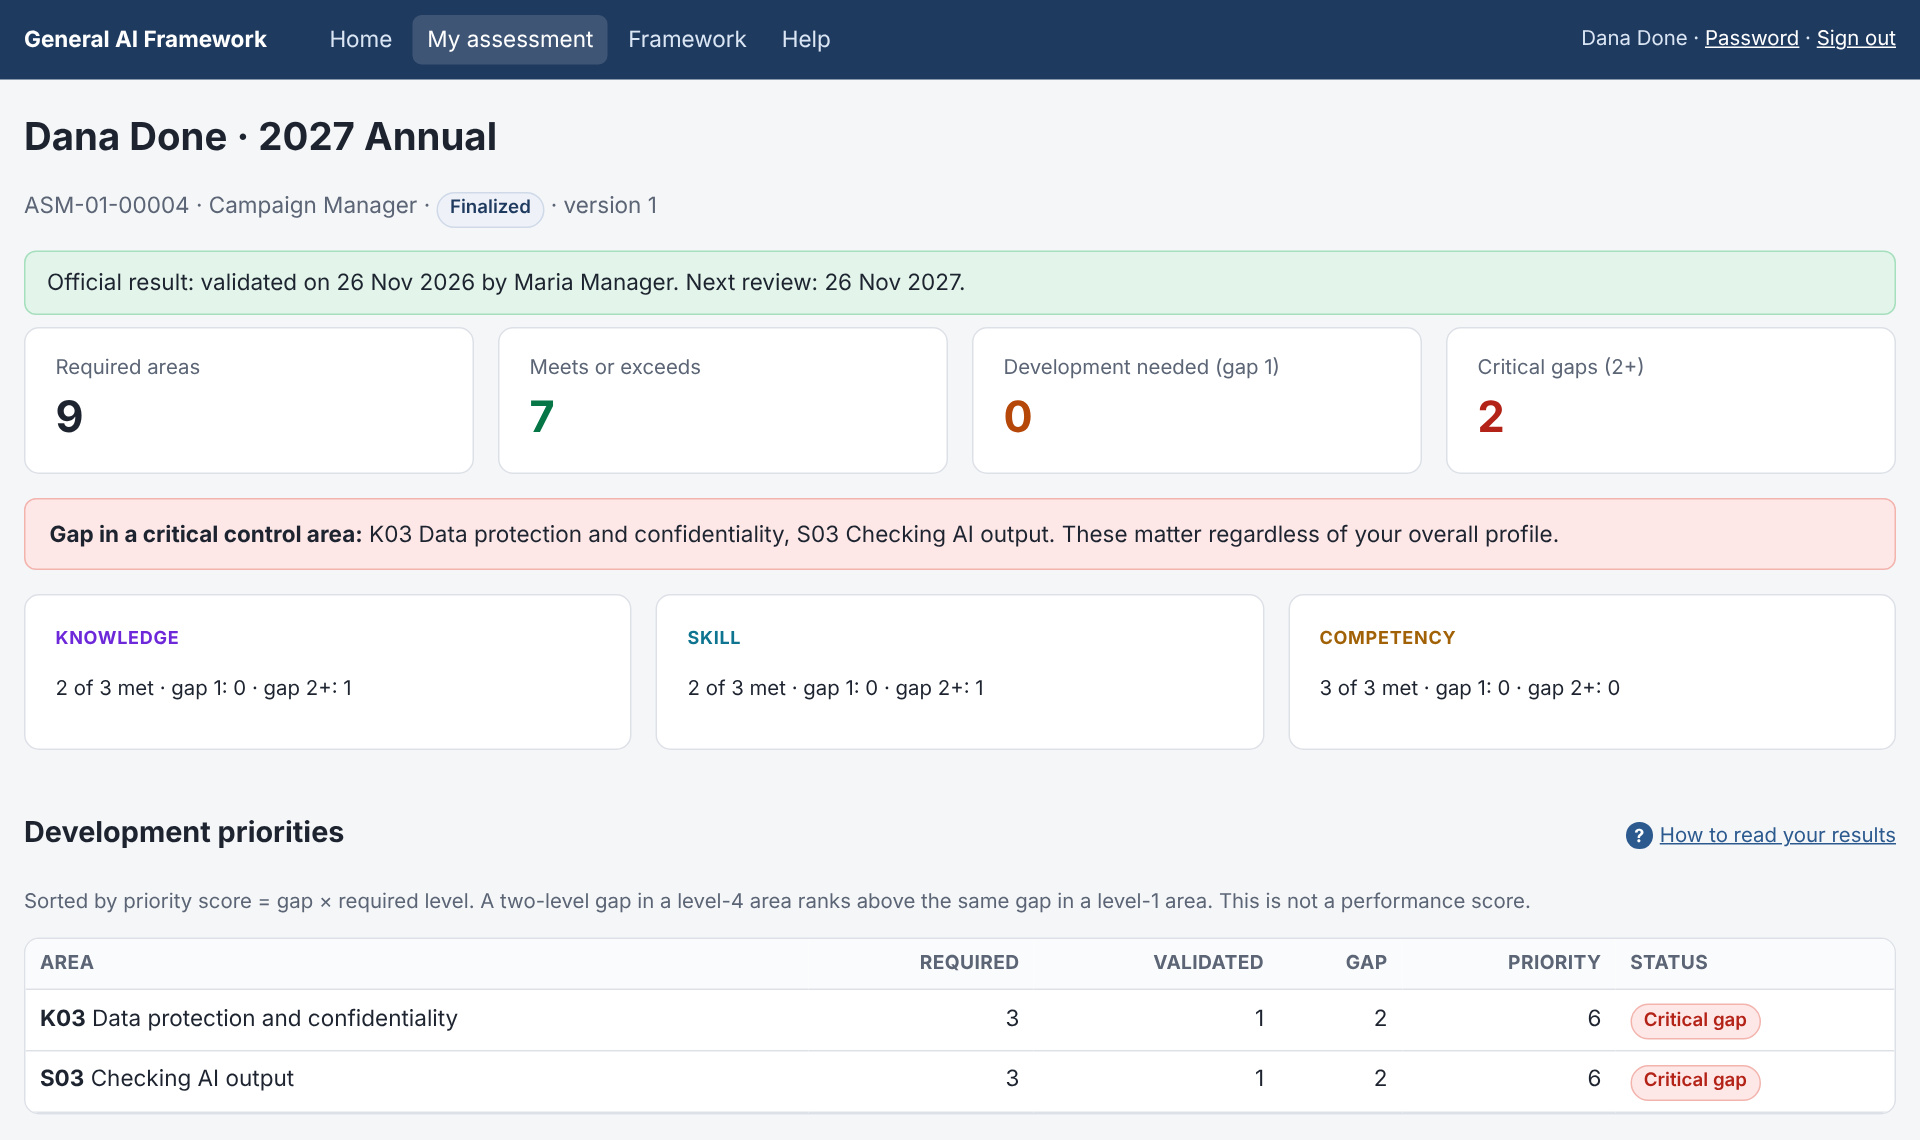 General AI Framework Home My assessment Framework Help Dana Done · Password · Sign out
Dana Done · 2027 Annual
ASM-01-00004 · Campaign Manager · Finalized · version 1
Official result: validated on 26 Nov 2026 by Maria Manager. Next review: 26 Nov 2027.
Required areas
9
Meets or exceeds
7
Development needed (gap 1)
0
Critical gaps (2+)
2
Gap in a critical control area: K03 Data protection and confidentiality, S03 Checking AI output. These matter regardless of your overall profile.
KNOWLEDGE
2 of 3 met · gap 1: 0 · gap 2+: 1
SKILL
2 of 3 met · gap 1: 0 · gap 2+: 1
COMPETENCY
3 of 3 met · gap 1: 0 · gap 2+: 0
Development priorities
? How to read your results
Sorted by priority score = gap × required level. A two-level gap in a level-4 area ranks above the same gap in a level-1 area. This is not a performance score.
AREA REQUIRED VALIDATED GAP PRIORITY STATUS
K03 Data protection and confidentiality 3 1 2 6 Critical gap
S03 Checking AI output 3 1 2 6 Critical gap